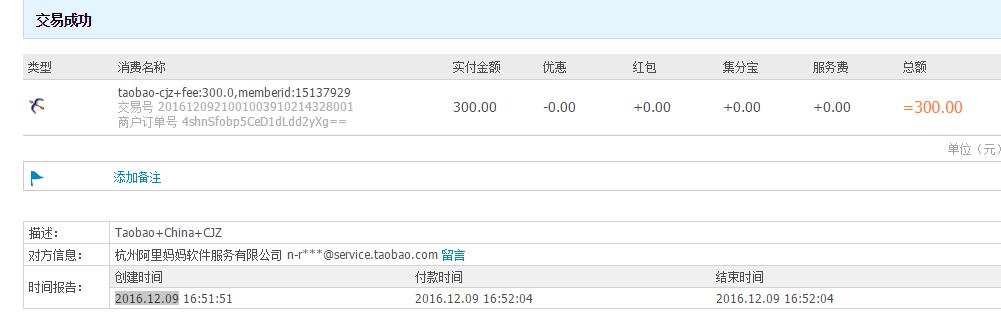 交易成功
类型 消费名称 实付金额 优惠 红包 集分宝 服务费 总额
taobao-cjz+fee:300.0,memberid:15137929
交易号 2016120921001003910214328001
商户订单号 4shnSfobp5CeD1dLdd2yXg==
300.00 -0.00 +0.00 +0.00 +0.00 =300.00
单位（元）
添加备注
描述： Taobao+China+CJZ
对方信息： 杭州阿里妈妈软件服务有限公司 n-r***@service.taobao.com 留言
时间报告： 创建时间 付款时间 结束时间
2016.12.09 16:51:51 2016.12.09 16:52:04 2016.12.09 16:52:04